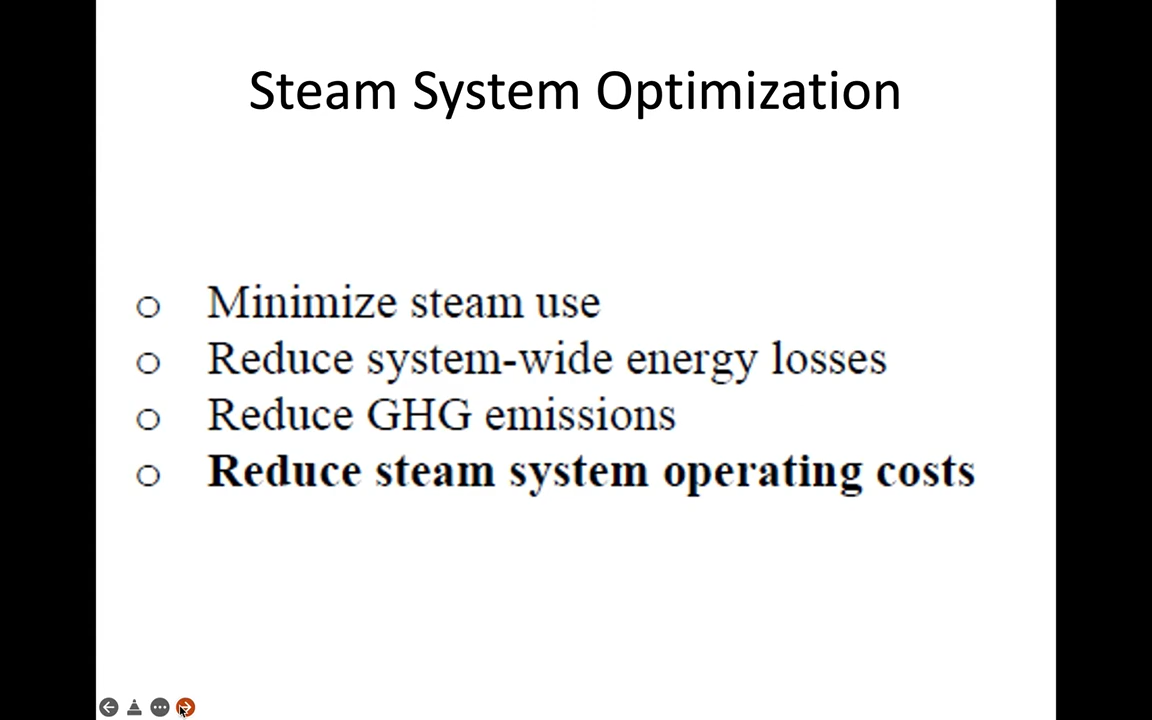 Steam System Optimization
o Minimize steam use
o Reduce system-wide energy losses
o Reduce GHG emissions
o Reduce steam system operating costs